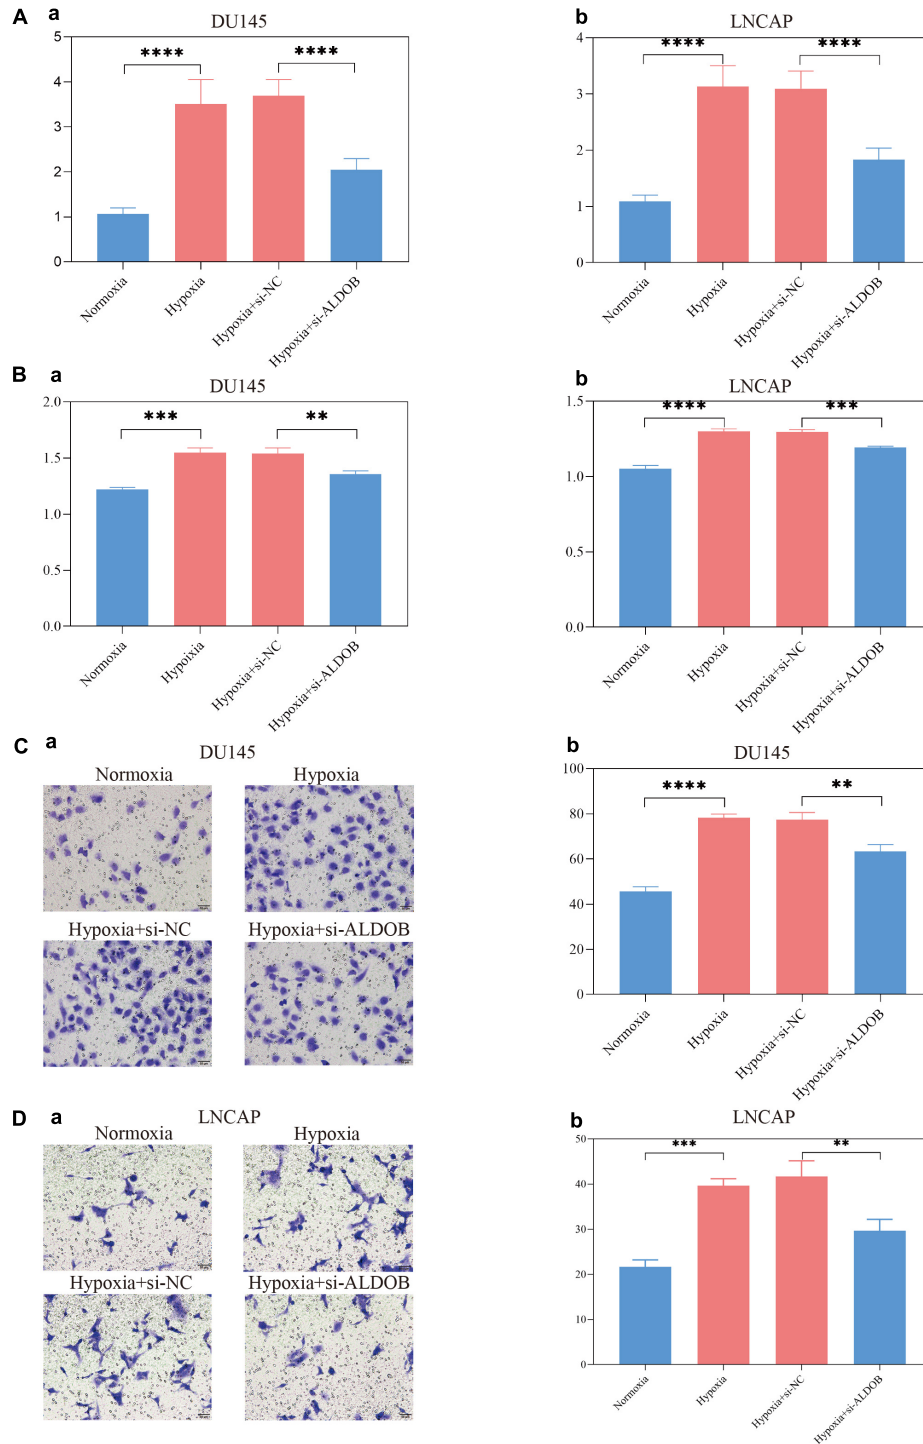 A a DU145
5
4
3
2
1
0
**** ****
Normoxia
Hypoxia
Hypoxia+si-NC
Hypoxia+si-ALDOB
b LNCAP
4
3
2
1
0
**** ****
Normoxia
Hypoxia
Hypoxia+si-NC
Hypoxia+si-ALDOB
B a DU145
2.0
1.5
1.0
0.5
0.0
*** **
Normoxia
Hypoixia
Hypoxia+si-NC
Hypoxia+si-ALDOB
b LNCAP
1.5
1.0
0.5
0.0
**** ***
Normoxia
Hypoxia
Hypoxia+si-NC
Hypoxia+si-ALDOB
C a DU145
Normoxia Hypoxia
Hypoxia+si-NC Hypoxia+si-ALDOB
b DU145
100
80
60
40
20
0
**** **
Normoxia
Hypoxia
Hypoxia+si-NC
Hypoxia+si-ALDOB
D a LNCAP
Normoxia Hypoxia
Hypoxia+si-NC Hypoxia+si-ALDOB
b LNCAP
50
40
30
20
10
0
*** **
Normoxia
Hypoxia
Hypoxia+si-NC
Hypoxia+si-ALDOB